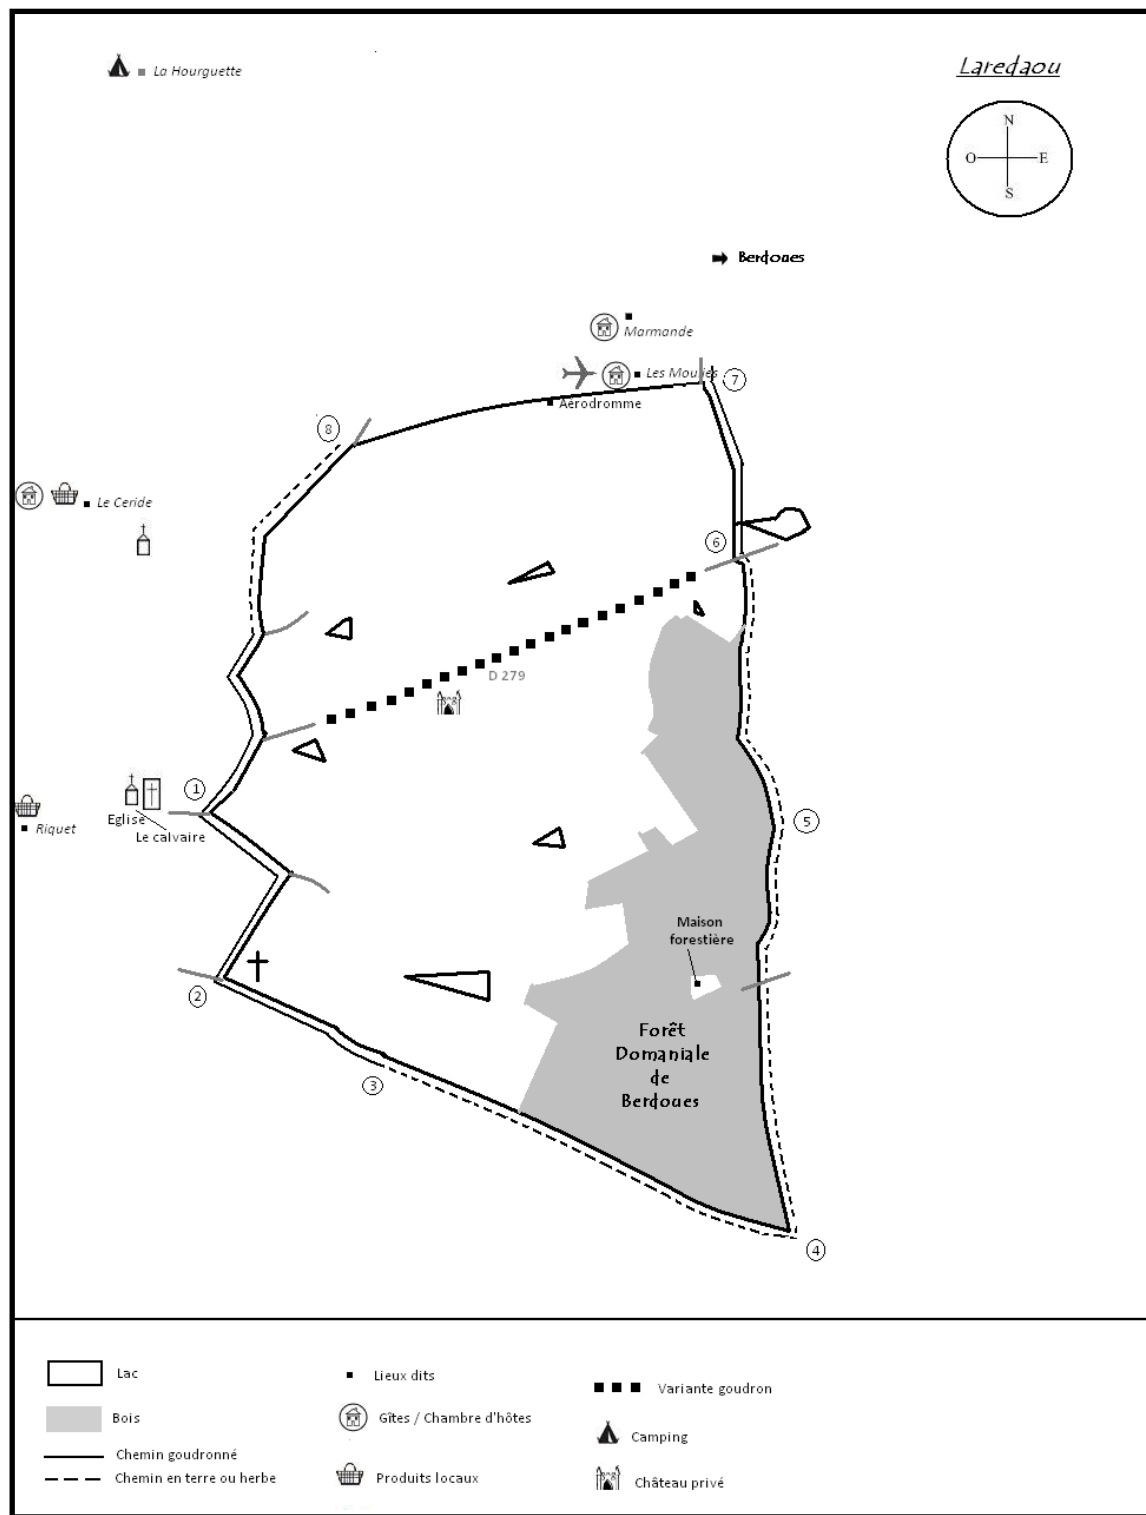 La Hourguette
Laredaou
N
O E
S
Berdoues
Marmande
Les Moulies
7
Aérodromme
8
Le Ceride
6
D 279
1
Eglise
Le calvaire
Riquet
5
Maison
forestière
2
Forêt
Domaniale
de
Berdoues
3
4
Lac
Lieux dits
Variante goudron
Bois
Gîtes / Chambre d'hôtes
Camping
Chemin goudronné
Chemin en terre ou herbe
Produits locaux
Château privé